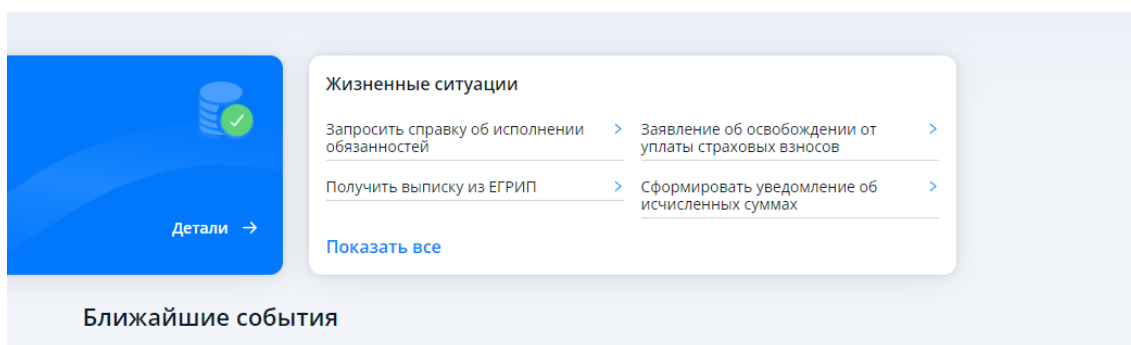 Жизненные ситуации
Запросить справку об исполнении
обязанностей
Заявление об освобождении от
уплаты страховых взносов
Получить выписку из ЕГРИП
Сформировать уведомление об
исчисленных суммах
Детали
Показать все
Ближайшие события